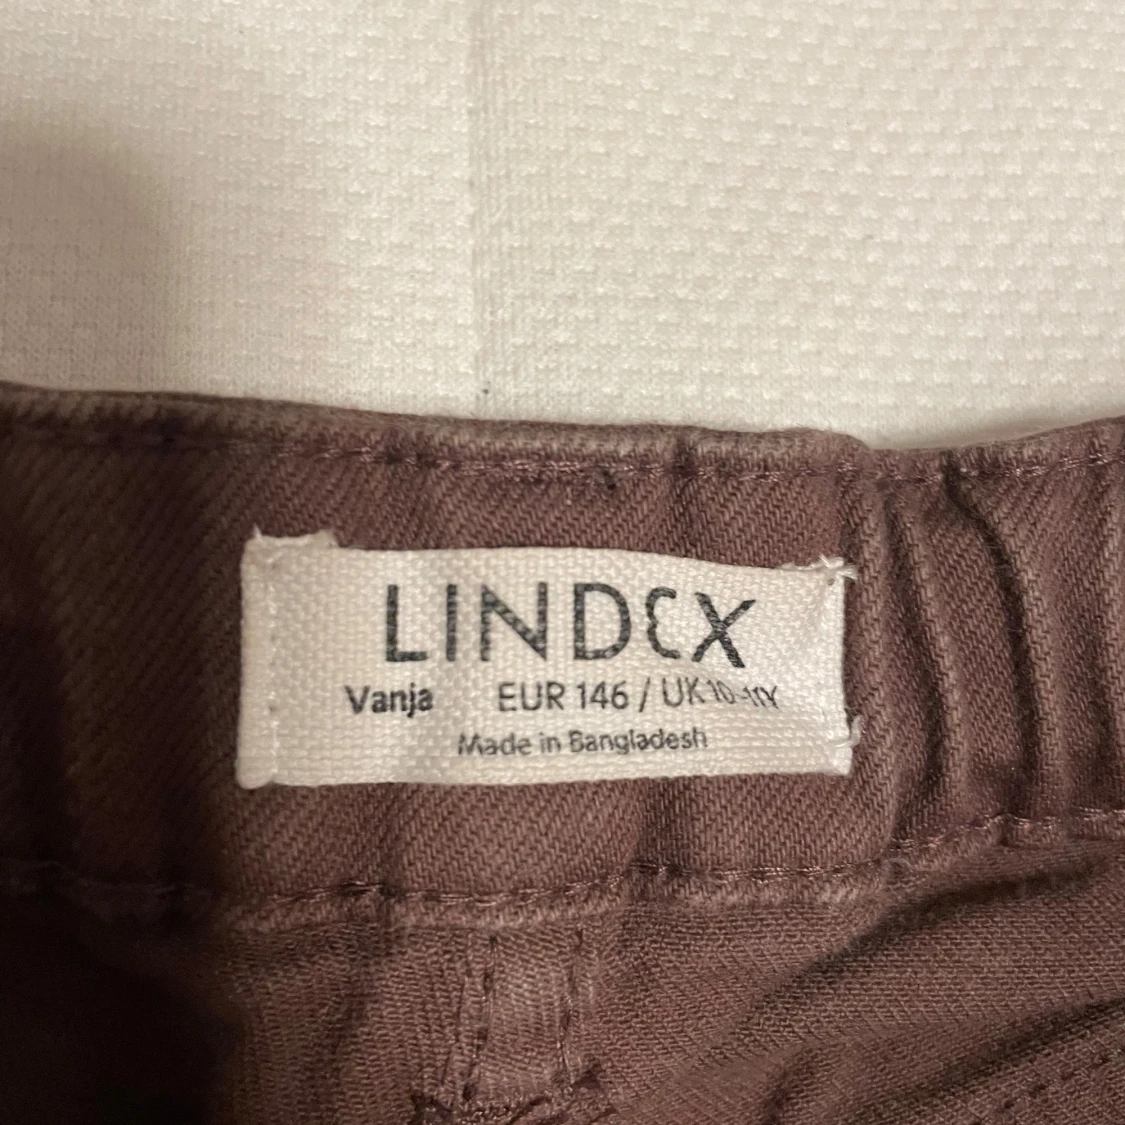 LINDEX
Vanja EUR 146 / UK 10-11Y
Made in Bangladesh